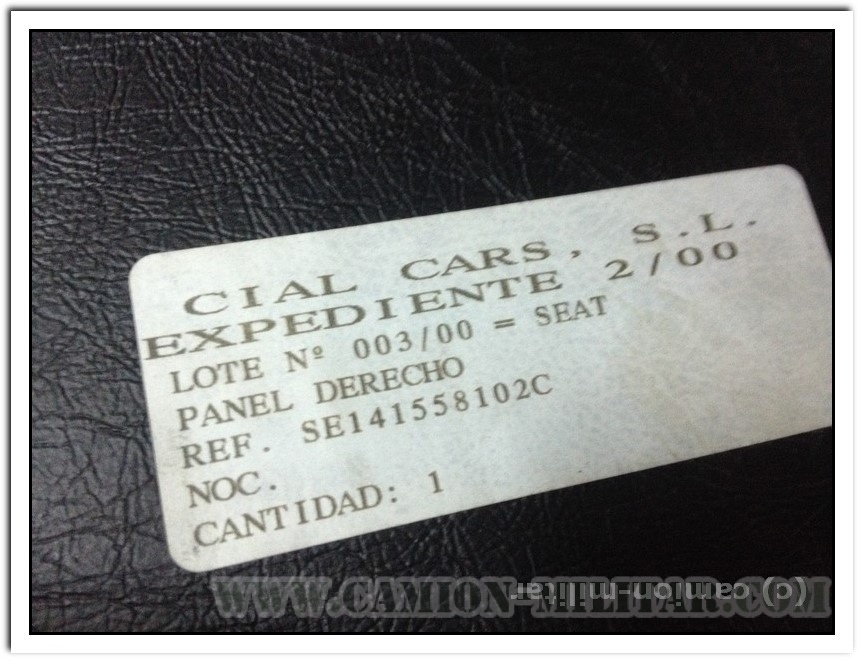 CIAL CARS, S.L.
EXPEDIENTE 2/00
LOTE Nº 003/00 = SEAT
PANEL DERECHO
REF. SE141558102C
NOC.
CANTIDAD: 1
WWW.CAMION-MILITAR.COM
(c) camion-militar